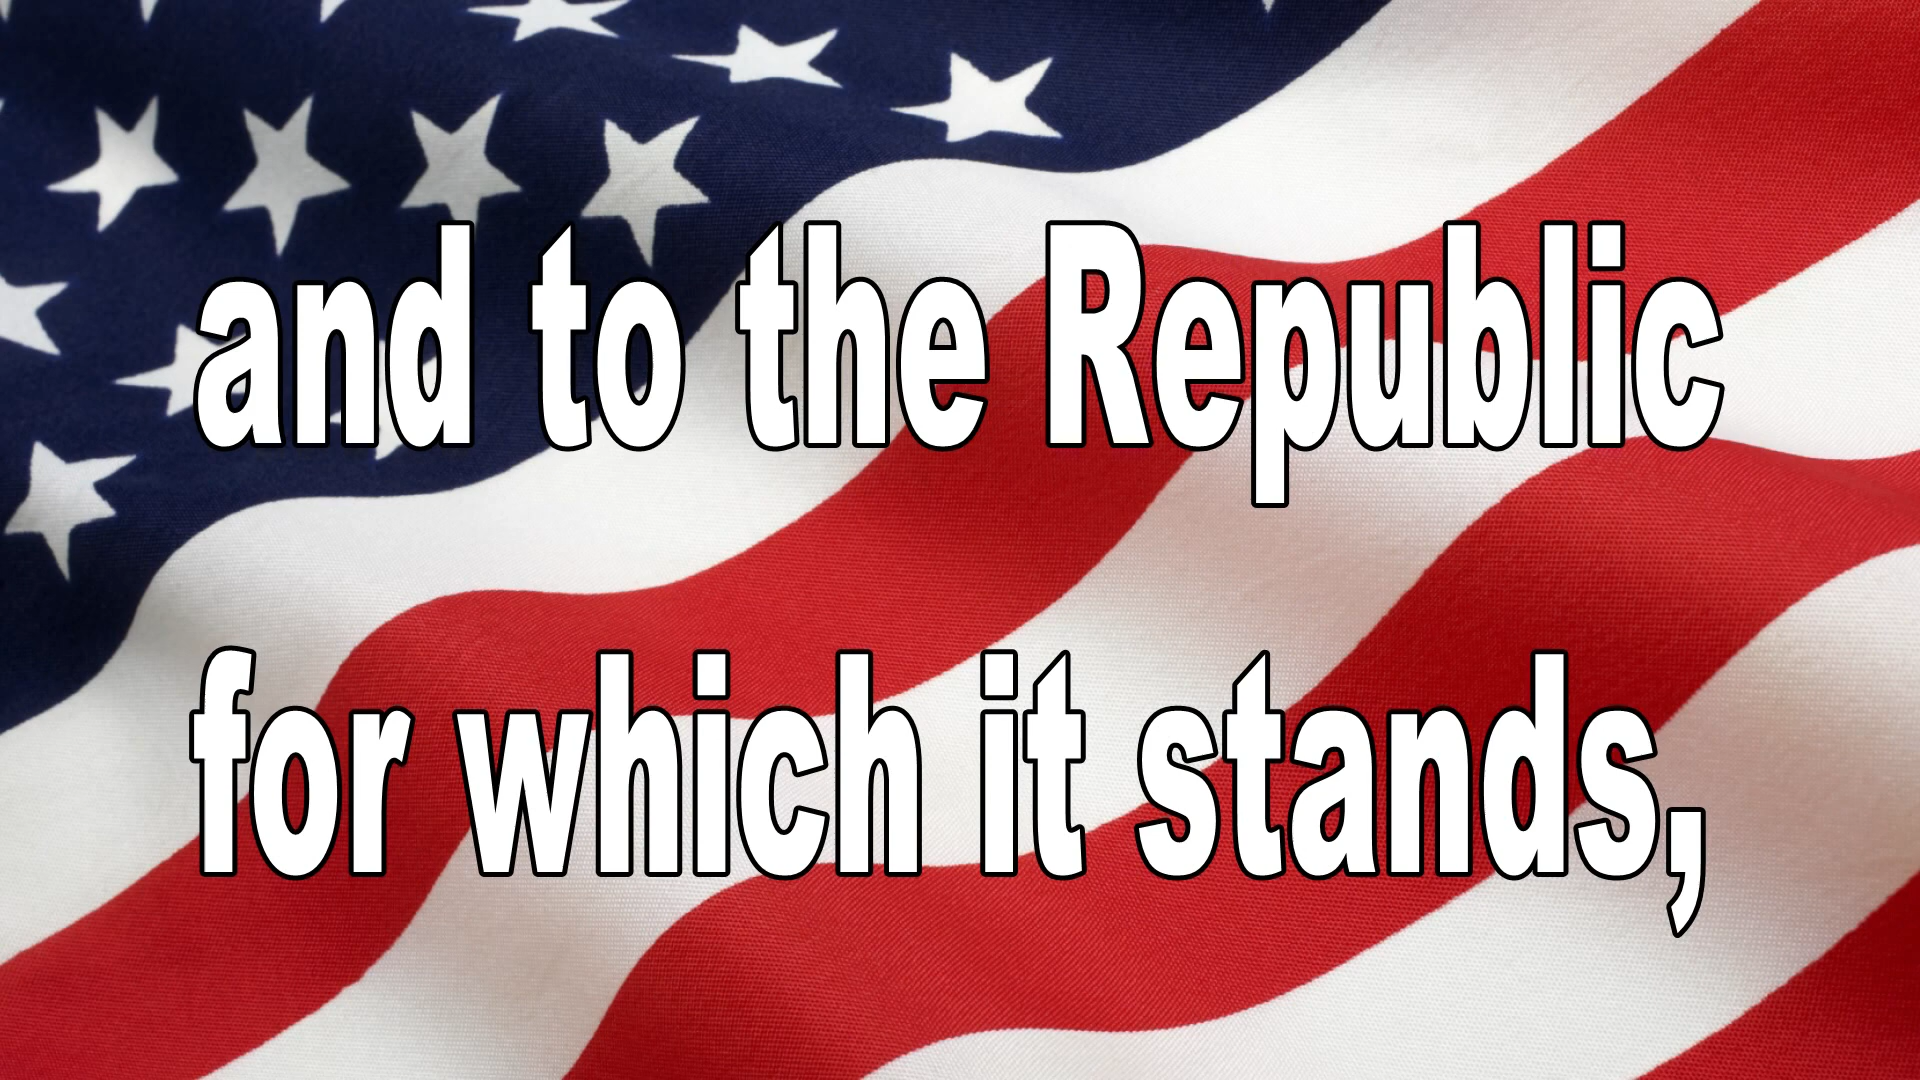 and to the Republic
for which it stands,